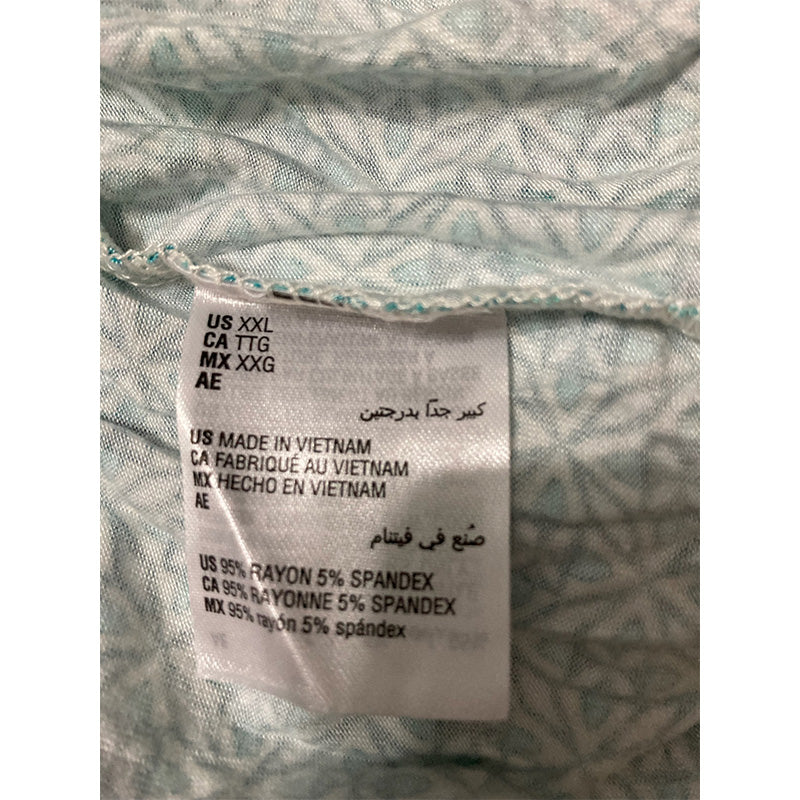 US XXL
CA TTG
MX XXG
AE
كبير جدًا بدرجتين
US MADE IN VIETNAM
CA FABRIQUÉ AU VIETNAM
MX HECHO EN VIETNAM
AE
صُنع في فيتنام
US 95% RAYON 5% SPANDEX
CA 95% RAYONNE 5% SPANDEX
MX 95% rayón 5% spándex